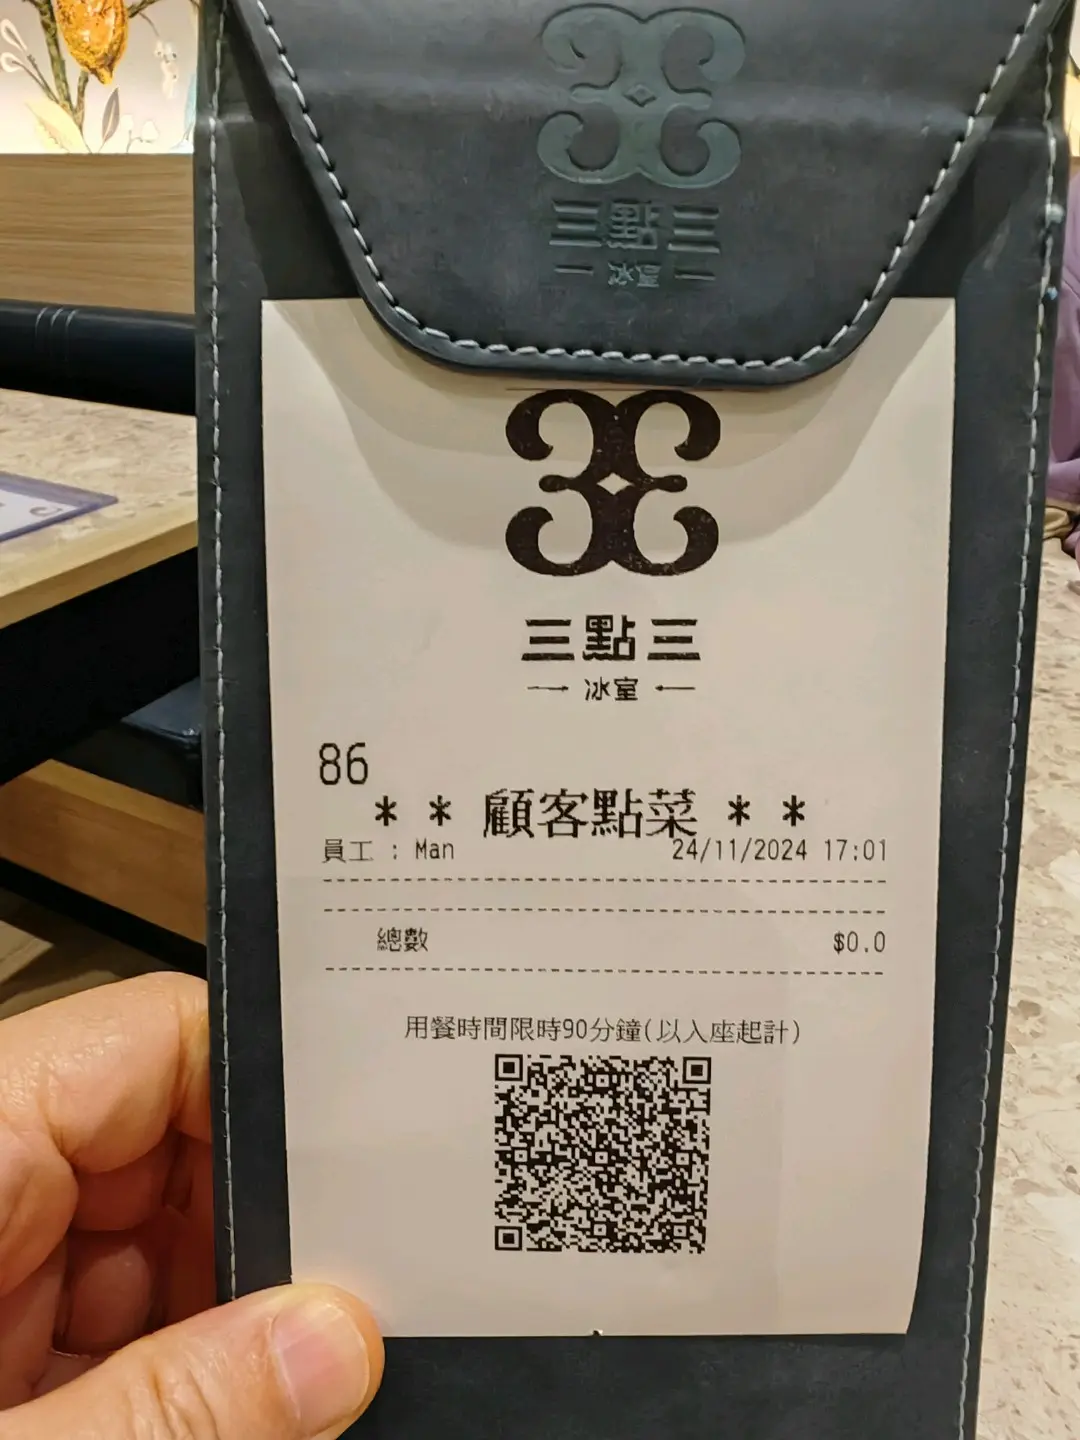 三點三
冰室
三點三
冰室
86
** 顧客點菜 **
員工 : Man 24/11/2024 17:01
總數 $0.0
用餐時間限時90分鐘(以入座起計)